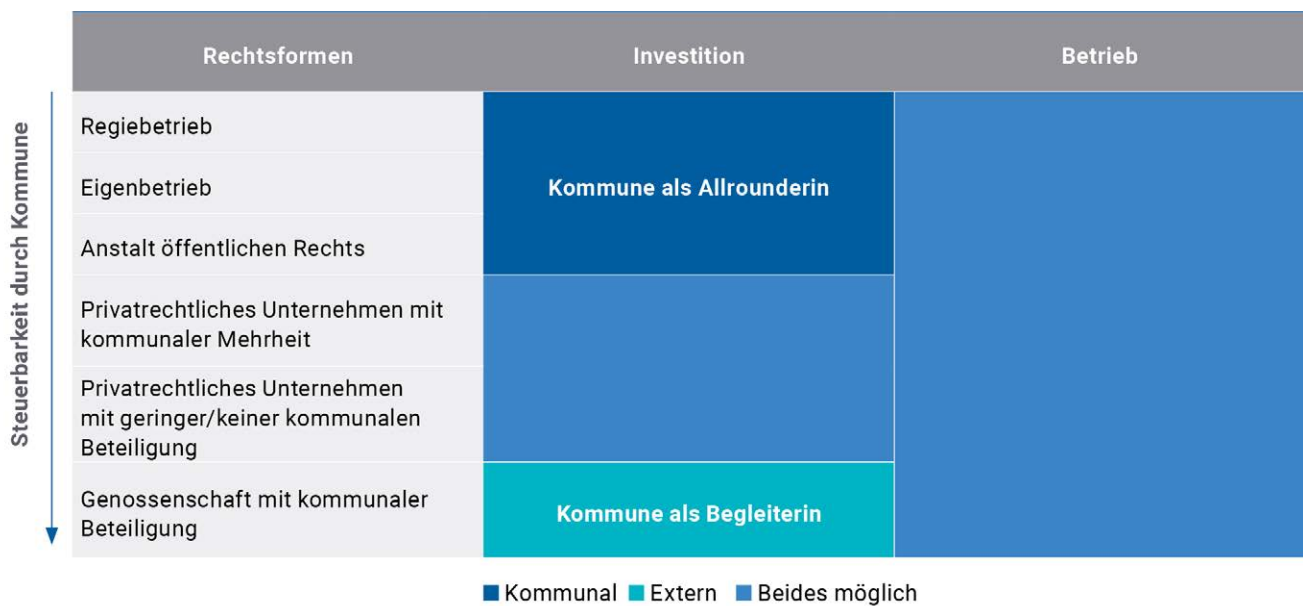 Rechtsformen
Investition
Betrieb
Steuerbarkeit durch Kommune
Regiebetrieb
Eigenbetrieb
Anstalt öffentlichen Rechts
Privatrechtliches Unternehmen mit
kommunaler Mehrheit
Privatrechtliches Unternehmen
mit geringer/keiner kommunalen
Beteiligung
Genossenschaft mit kommunaler
Beteiligung
Kommune als Allrounderin
Kommune als Begleiterin
Kommunal
Extern
Beides möglich